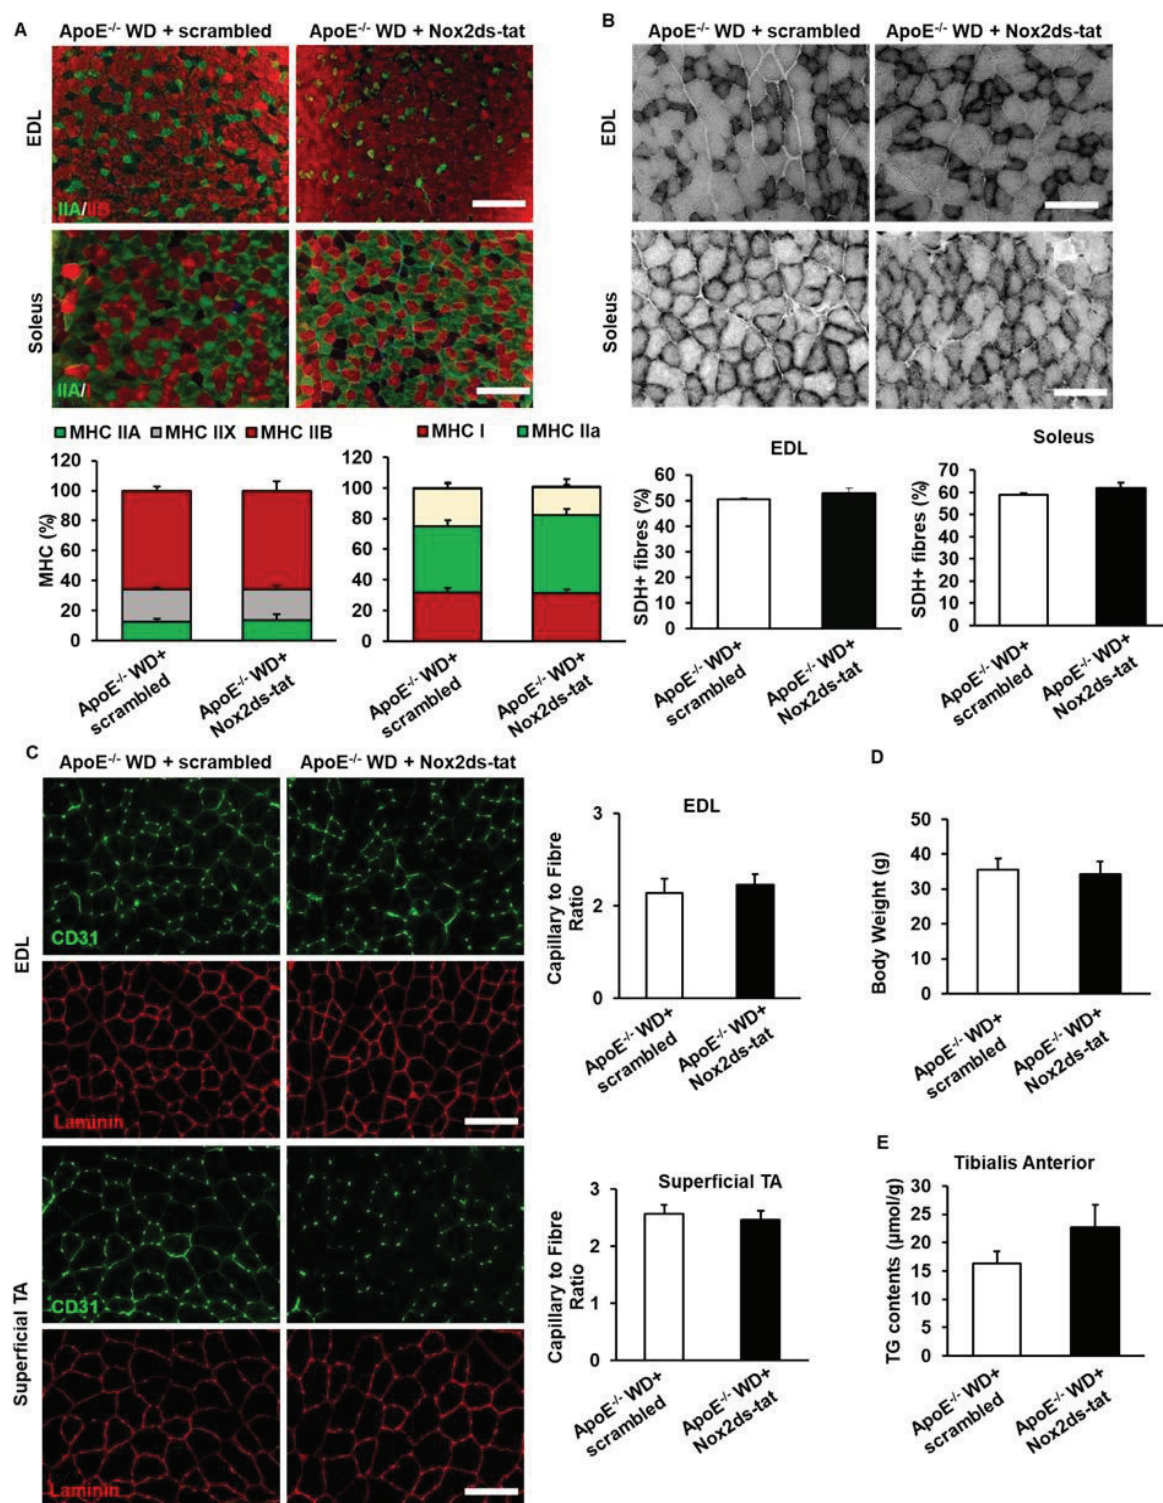 A
ApoE-/- WD + scrambled
ApoE-/- WD + Nox2ds-tat
EDL
IIA/IIB
Soleus
IIA/I
MHC IIA
MHC IIX
MHC IIB
MHC (%)
120
100
80
60
40
20
0
ApoE-/- WD+
scrambled
ApoE-/- WD+
Nox2ds-tat
MHC I
MHC IIa
120
100
80
60
40
20
0
ApoE-/- WD+
scrambled
ApoE-/- WD+
Nox2ds-tat
B
ApoE-/- WD + scrambled
ApoE-/- WD + Nox2ds-tat
EDL
Soleus
EDL
SDH+ fibres (%)
60
50
40
30
20
10
0
ApoE-/- WD+
scrambled
ApoE-/- WD+
Nox2ds-tat
Soleus
SDH+ fibres (%)
70
60
50
40
30
20
10
0
ApoE-/- WD+
scrambled
ApoE-/- WD+
Nox2ds-tat
C
ApoE-/- WD + scrambled
ApoE-/- WD + Nox2ds-tat
EDL
CD31
Laminin
Superficial TA
CD31
Laminin
EDL
Capillary to Fibre
Ratio
3
2
0
ApoE-/- WD+
scrambled
ApoE-/- WD+
Nox2ds-tat
Superficial TA
Capillary to Fibre
Ratio
3
2
1
0
ApoE-/- WD+
scrambled
ApoE-/- WD+
Nox2ds-tat
D
Body Weight (g)
50
40
30
20
10
0
ApoE-/- WD+
scrambled
ApoE-/- WD+
Nox2ds-tat
E
Tibialis Anterior
TG contents (µmol/g)
30
25
20
15
10
5
0
ApoE-/- WD+
scrambled
ApoE-/- WD+
Nox2ds-tat